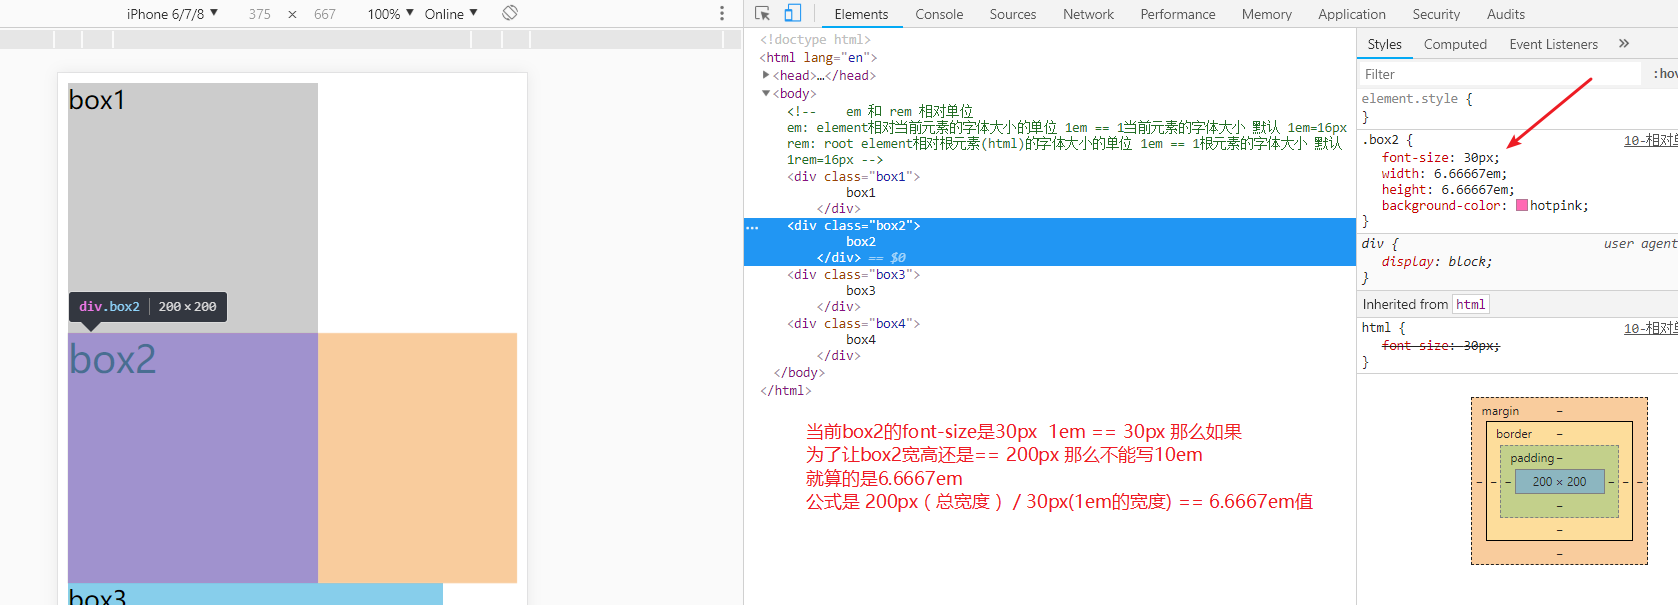 iPhone 6/7/8 ▼ 375 × 667 100% ▼ Online ▼
Elements Console Sources Network Performance Memory Application Security Audits
box1
div.box2 200 × 200
box2
box3
<!doctype html>
<html lang="en">
▶<head>…</head>
▼<body>
<!-- em 和 rem 相对单位
em: element相对当前元素的字体大小的单位 1em == 1当前元素的字体大小 默认 1em=16px
rem: root element相对根元素(html)的字体大小的单位 1em == 1根元素的字体大小 默认
1rem=16px -->
<div class="box1">
box1
</div>
<div class="box2">
box2
</div> == $0
<div class="box3">
box3
</div>
<div class="box4">
box4
</div>
</body>
</html>
当前box2的font-size是30px 1em == 30px 那么如果
为了让box2宽高还是== 200px 那么不能写10em
就算的是6.6667em
公式是 200px ( 总宽度 ) / 30px(1em的宽度) == 6.6667em值
Styles Computed Event Listeners »
Filter :hov
element.style {
}
.box2 { 10-相对单
font-size: 30px;
width: 6.66667em;
height: 6.66667em;
background-color: hotpink;
}
div { user agent
display: block;
}
Inherited from html
html { 10-相对单
font-size: 30px;
}
margin –
border –
padding –
– – – 200 × 200 – – –
–
–
–